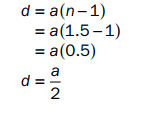 d = a(n – 1)
= a(1.5 – 1)
= a(0.5)
d = a/2